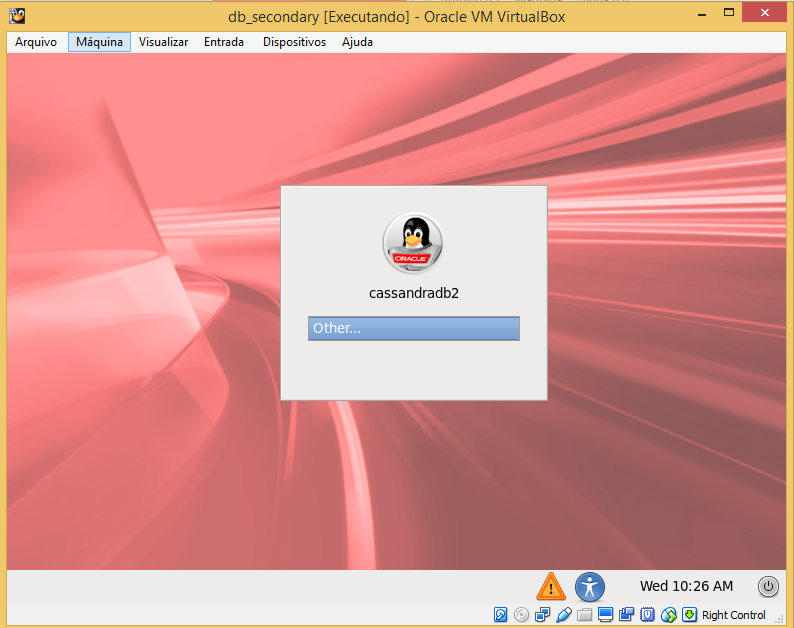 db_secondary [Executando] - Oracle VM VirtualBox
Arquivo Máquina Visualizar Entrada Dispositivos Ajuda
ORACLE
cassandradb2
Other...
Wed 10:26 AM
Right Control